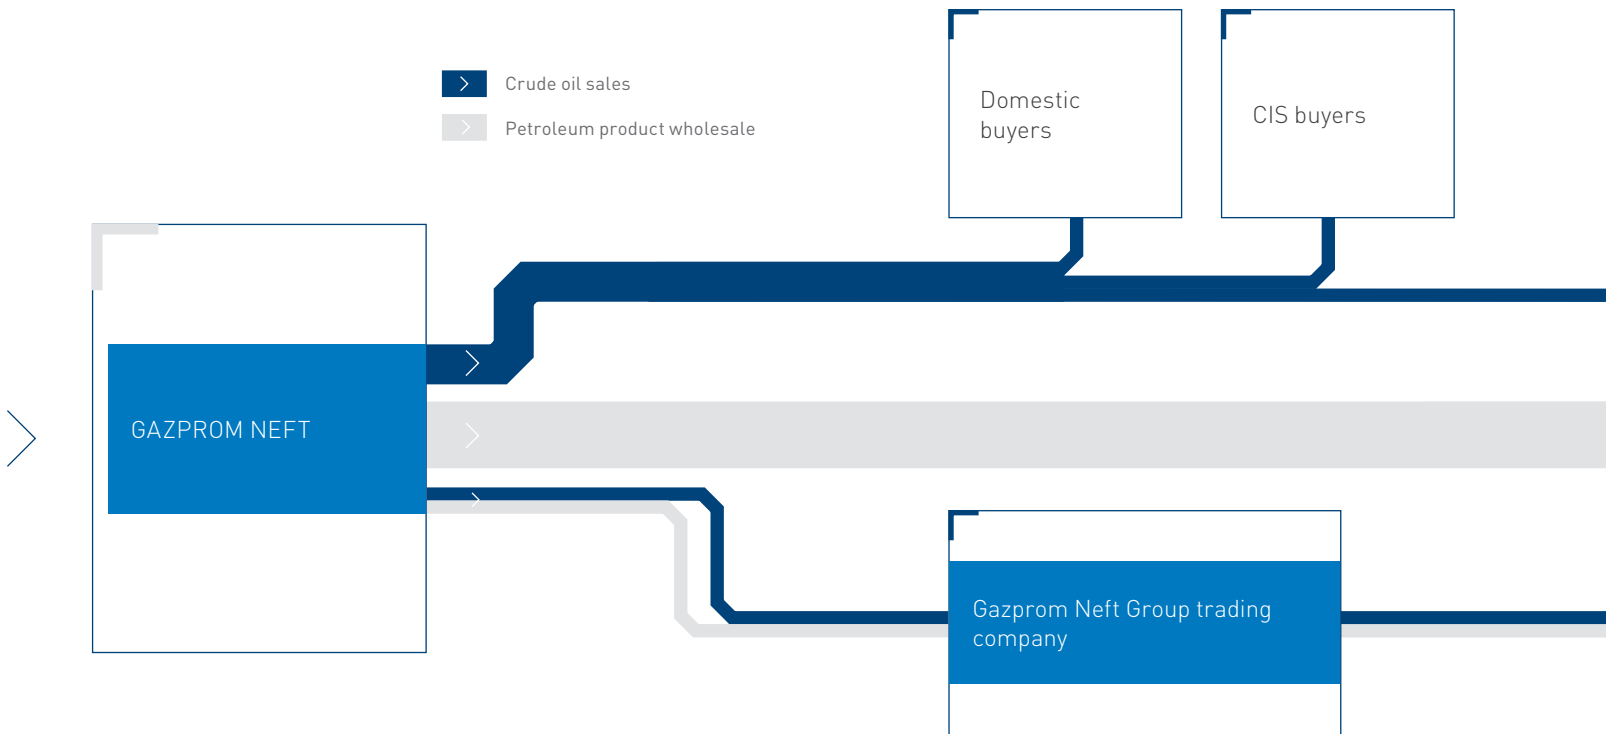 Crude oil sales
Petroleum product wholesale
Domestic
buyers
CIS buyers
GAZPROM NEFT
Gazprom Neft Group trading
company